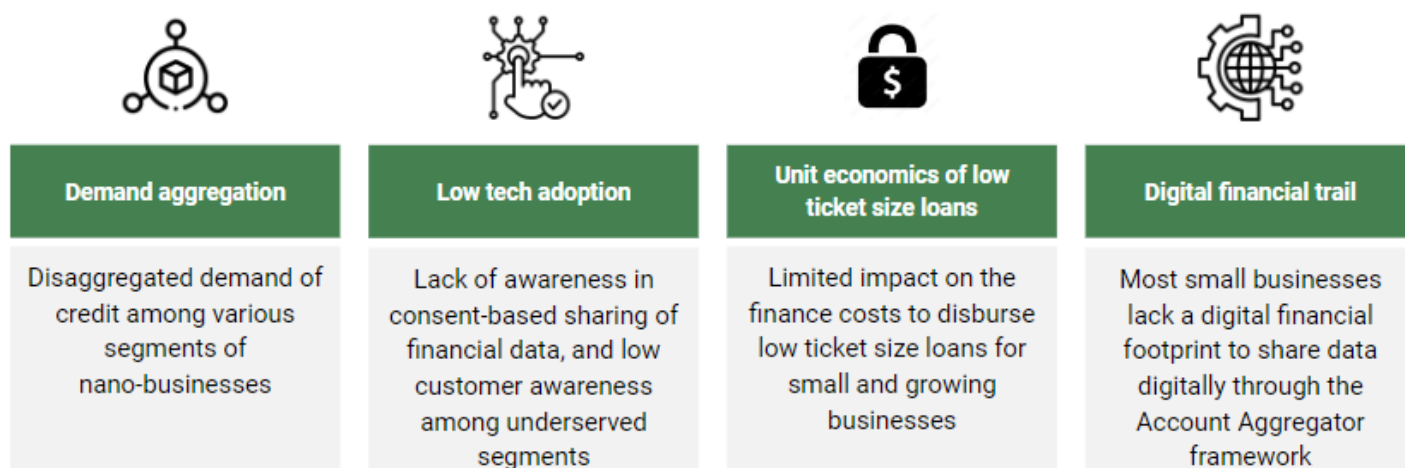 Demand aggregation
Disaggregated demand of
credit among various
segments of
nano-businesses
Low tech adoption
Lack of awareness in
consent-based sharing of
financial data, and low
customer awareness
among underserved
segments
$
Unit economics of low
ticket size loans
Limited impact on the
finance costs to disburse
low ticket size loans for
small and growing
businesses
Digital financial trail
Most small businesses
lack a digital financial
footprint to share data
digitally through the
Account Aggregator
framework